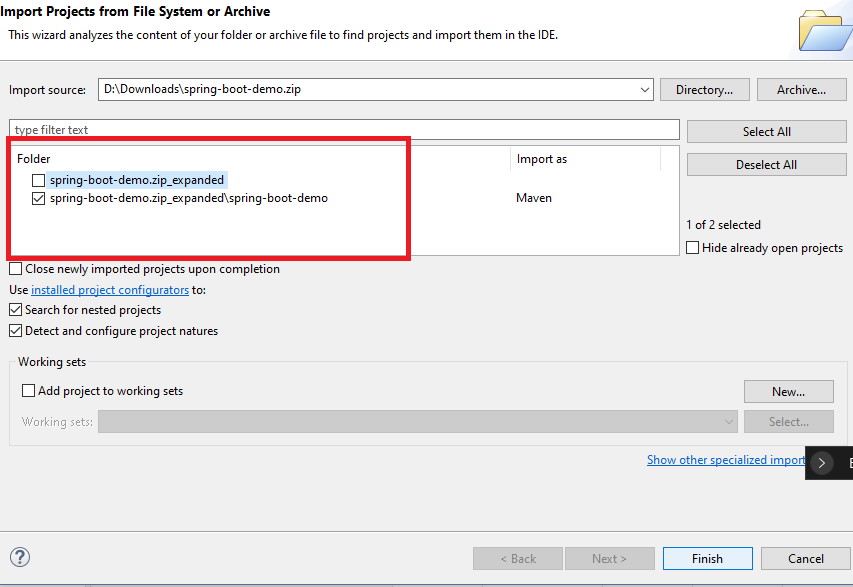 Import Projects from File System or Archive
This wizard analyzes the content of your folder or archive file to find projects and import them in the IDE.
Import source: D:\Downloads\spring-boot-demo.zip Directory... Archive...
type filter text Select All
Folder Import as Deselect All
spring-boot-demo.zip_expanded
spring-boot-demo.zip_expanded\spring-boot-demo Maven
1 of 2 selected
Hide already open projects
Close newly imported projects upon completion
Use installed project configurators to:
Search for nested projects
Detect and configure project natures
Working sets
Add project to working sets New...
Working sets: Select...
Show other specialized import
? < Back Next > Finish Cancel